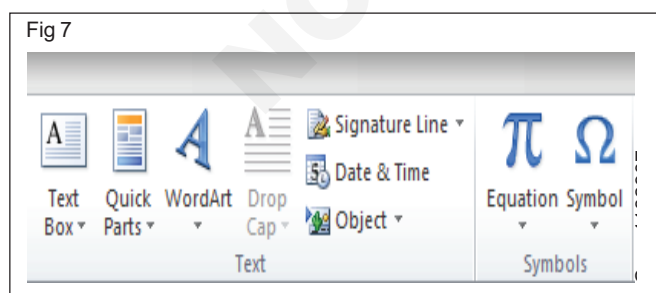 Fig 7
Text Box
Quick Parts
WordArt
Drop Cap
Signature Line
Date & Time
Object
Text
Equation
Symbol
Symbols